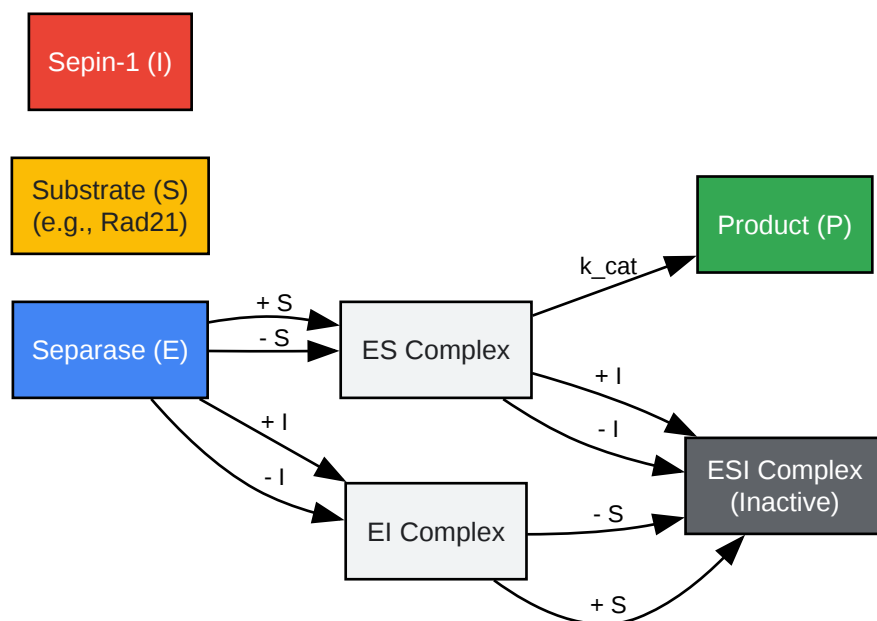 Sepin-1 (I)
Substrate (S)
(e.g., Rad21)
Product (P)
k_cat
+ S
- S
Separase (E)
ES Complex
+ I
- I
+ I
- I
ESI Complex
(Inactive)
- S
EI Complex
+ S